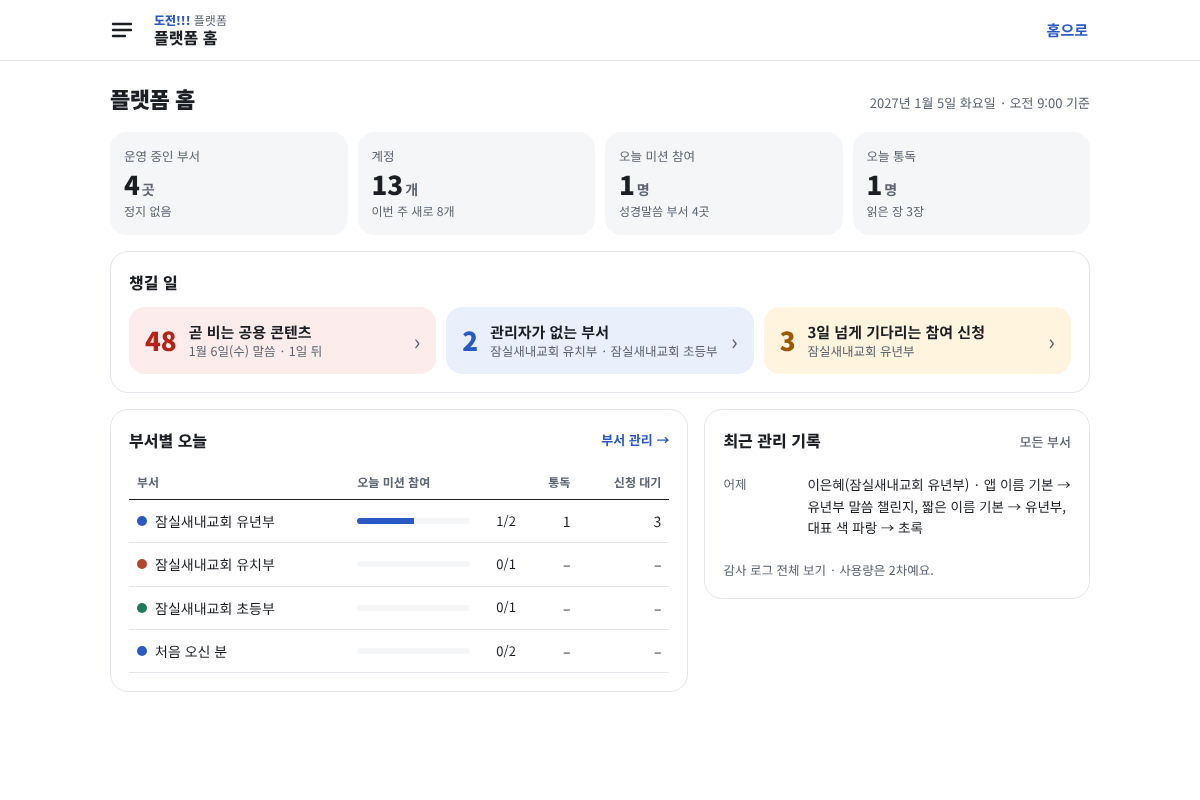 도전!!! 플랫폼
플랫폼 홈
홈으로
플랫폼 홈
2027년 1월 5일 화요일 · 오전 9:00 기준
운영 중인 부서
4 곳
정지 없음
계정
13 개
이번 주 새로 8개
오늘 미션 참여
1 명
성경말씀 부서 4곳
오늘 통독
1 명
읽은 장 3장
챙길 일
48 곧 비는 공용 콘텐츠
1월 6일(수) 말씀 · 1일 뒤 ›
2 관리자가 없는 부서
잠실새내교회 유치부 · 잠실새내교회 초등부 ›
3 3일 넘게 기다리는 참여 신청
잠실새내교회 유년부 ›
부서별 오늘
부서 관리 →
부서 오늘 미션 참여 통독 신청 대기
잠실새내교회 유년부 1/2 1 3
잠실새내교회 유치부 0/1 – –
잠실새내교회 초등부 0/1 – –
처음 오신 분 0/2 – –
최근 관리 기록
모든 부서
어제 이은혜(잠실새내교회 유년부) · 앱 이름 기본 →
유년부 말씀 챌린지, 짧은 이름 기본 → 유년부,
대표 색 파랑 → 초록
감사 로그 전체 보기 · 사용량은 2차예요.